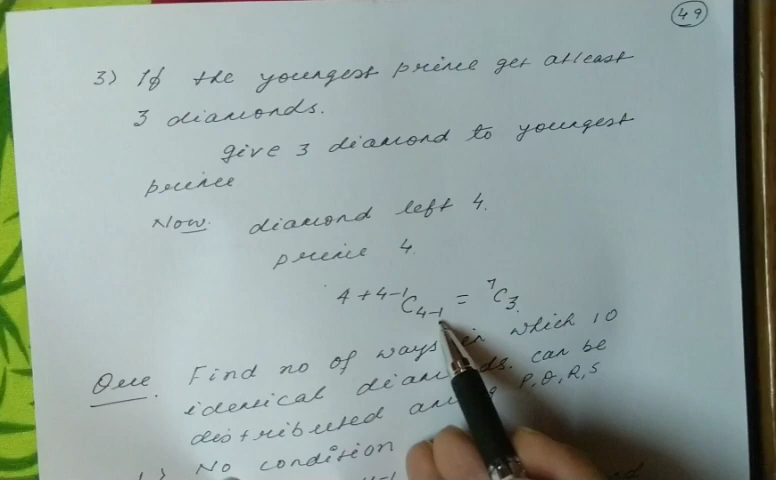 49
3) If the youngest prince get atleast
3 diamonds.
give 3 diamond to youngest
prince
Now diamond left 4.
prince 4
4+4-1C4-1 = 7C3.
Que. Find no of ways in which 10
identical diam ds. can be
distributed P, Q, R, S
1) No condition